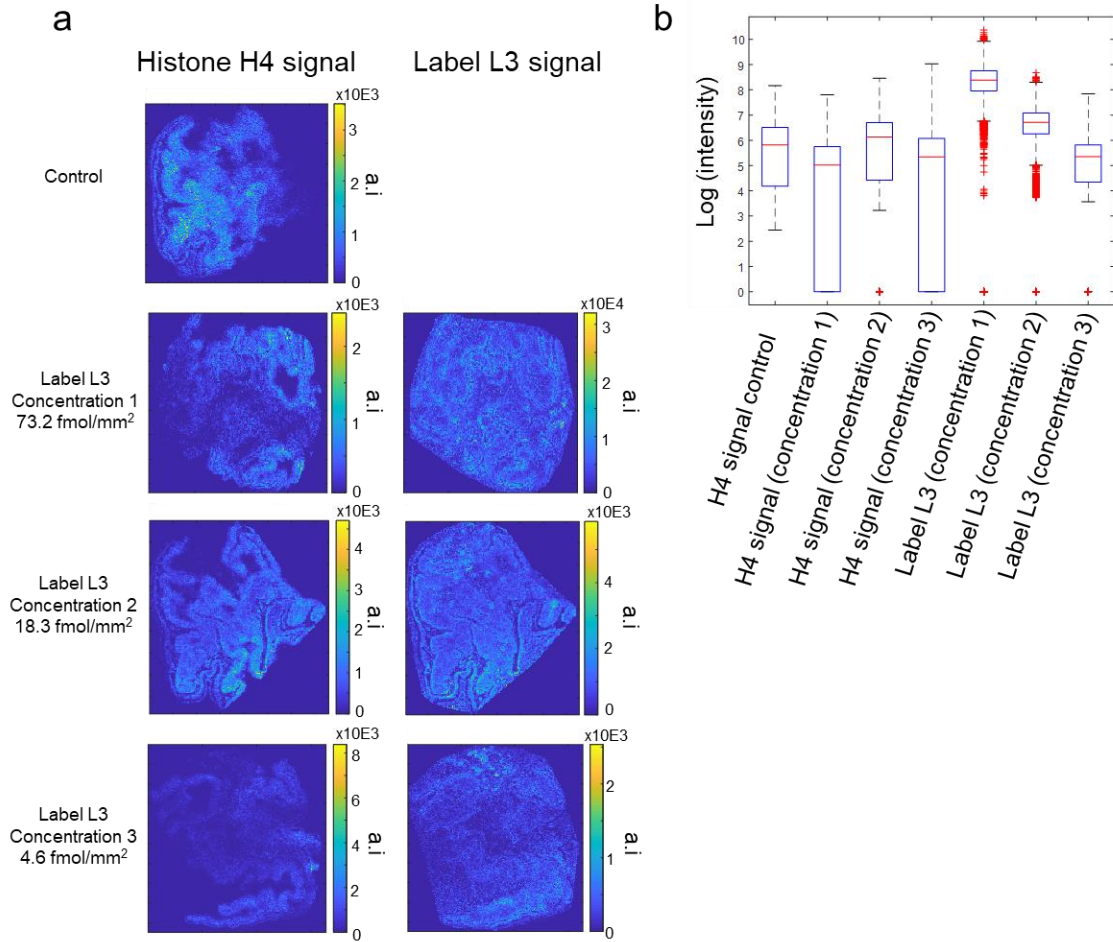 a
Histone H4 signal
Label L3 signal
Control
x10E3
3
2
1
0
a.i
Label L3
Concentration 1
73.2 fmol/mm²
x10E3
2
1
0
a.i
x10E4
3
2
1
0
a.i
Label L3
Concentration 2
18.3 fmol/mm²
x10E3
4
3
2
1
0
a.i
x10E3
4
2
0
a.i
Label L3
Concentration 3
4.6 fmol/mm²
x10E3
8
6
4
2
0
a.i
x10E3
2
1
0
a.i
b
Log (intensity)
10
9
8
7
6
5
4
3
2
1
0
H4 signal control
H4 signal (concentration 1)
H4 signal (concentration 2)
H4 signal (concentration 3)
Label L3 (concentration 1)
Label L3 (concentration 2)
Label L3 (concentration 3)